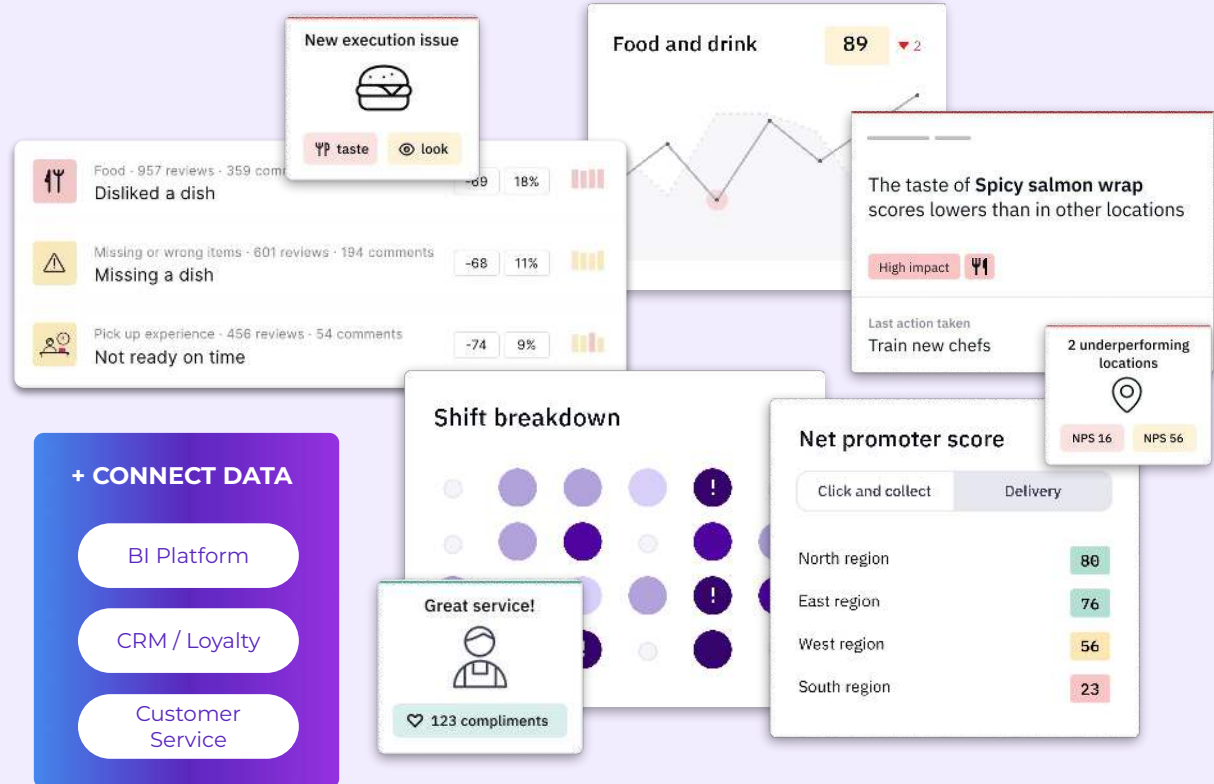 New execution issue
taste
look
Food and drink
89
2
Food · 957 reviews · 359
Disliked a dish
-69
18%
Missing or wrong items · 601 reviews · 194 comments
Missing a dish
-68
11%
Pick up experience · 456 reviews · 54 comments
Not ready on time
-74
9%
The taste of Spicy salmon wrap
scores lowers than in other locations
High impact
Last action taken
Train new chefs
2 underperforming
locations
NPS 16
NPS 56
+ CONNECT DATA
BI Platform
CRM / Loyalty
Customer
Service
Shift breakdown
!
!
!
Great service!
123 compliments
Net promoter score
Click and collect
Delivery
North region
80
East region
76
West region
56
South region
23